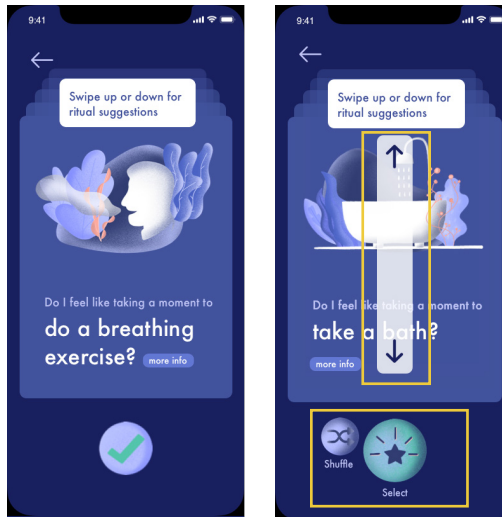 9:41
Swipe up or down for
ritual suggestions
Do I feel like taking a moment to
do a breathing
exercise? more info
9:41
Swipe up or down for
ritual suggestions
Do I feel like taking a moment to
take a bath?
more info
Shuffle
Select